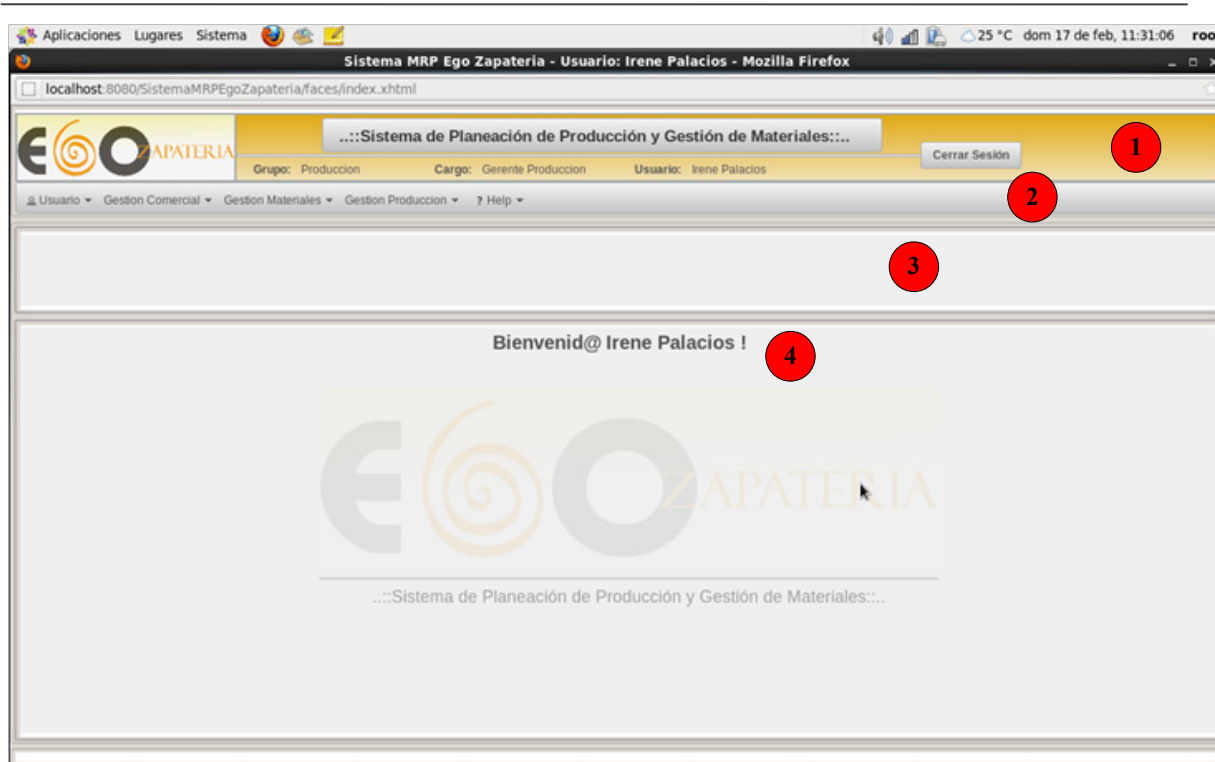 Aplicaciones Lugares Sistema 25 °C dom 17 de feb, 11:31:06 roo
Sistema MRP Ego Zapateria - Usuario: Irene Palacios - Mozilla Firefox
localhost:8080/SistemaMRPEgoZapateria/faces/index.xhtml
EGO ZAPATERIA
..::Sistema de Planeación de Producción y Gestión de Materiales::..
Cerrar Sesión
1
Grupo: Produccion Cargo: Gerente Produccion Usuario: Irene Palacios
Usuario Gestion Comercial Gestion Materiales Gestion Produccion ? Help
2
3
Bienvenid@ Irene Palacios !
4
EGO ZAPATERIA
..::Sistema de Planeación de Producción y Gestión de Materiales::..